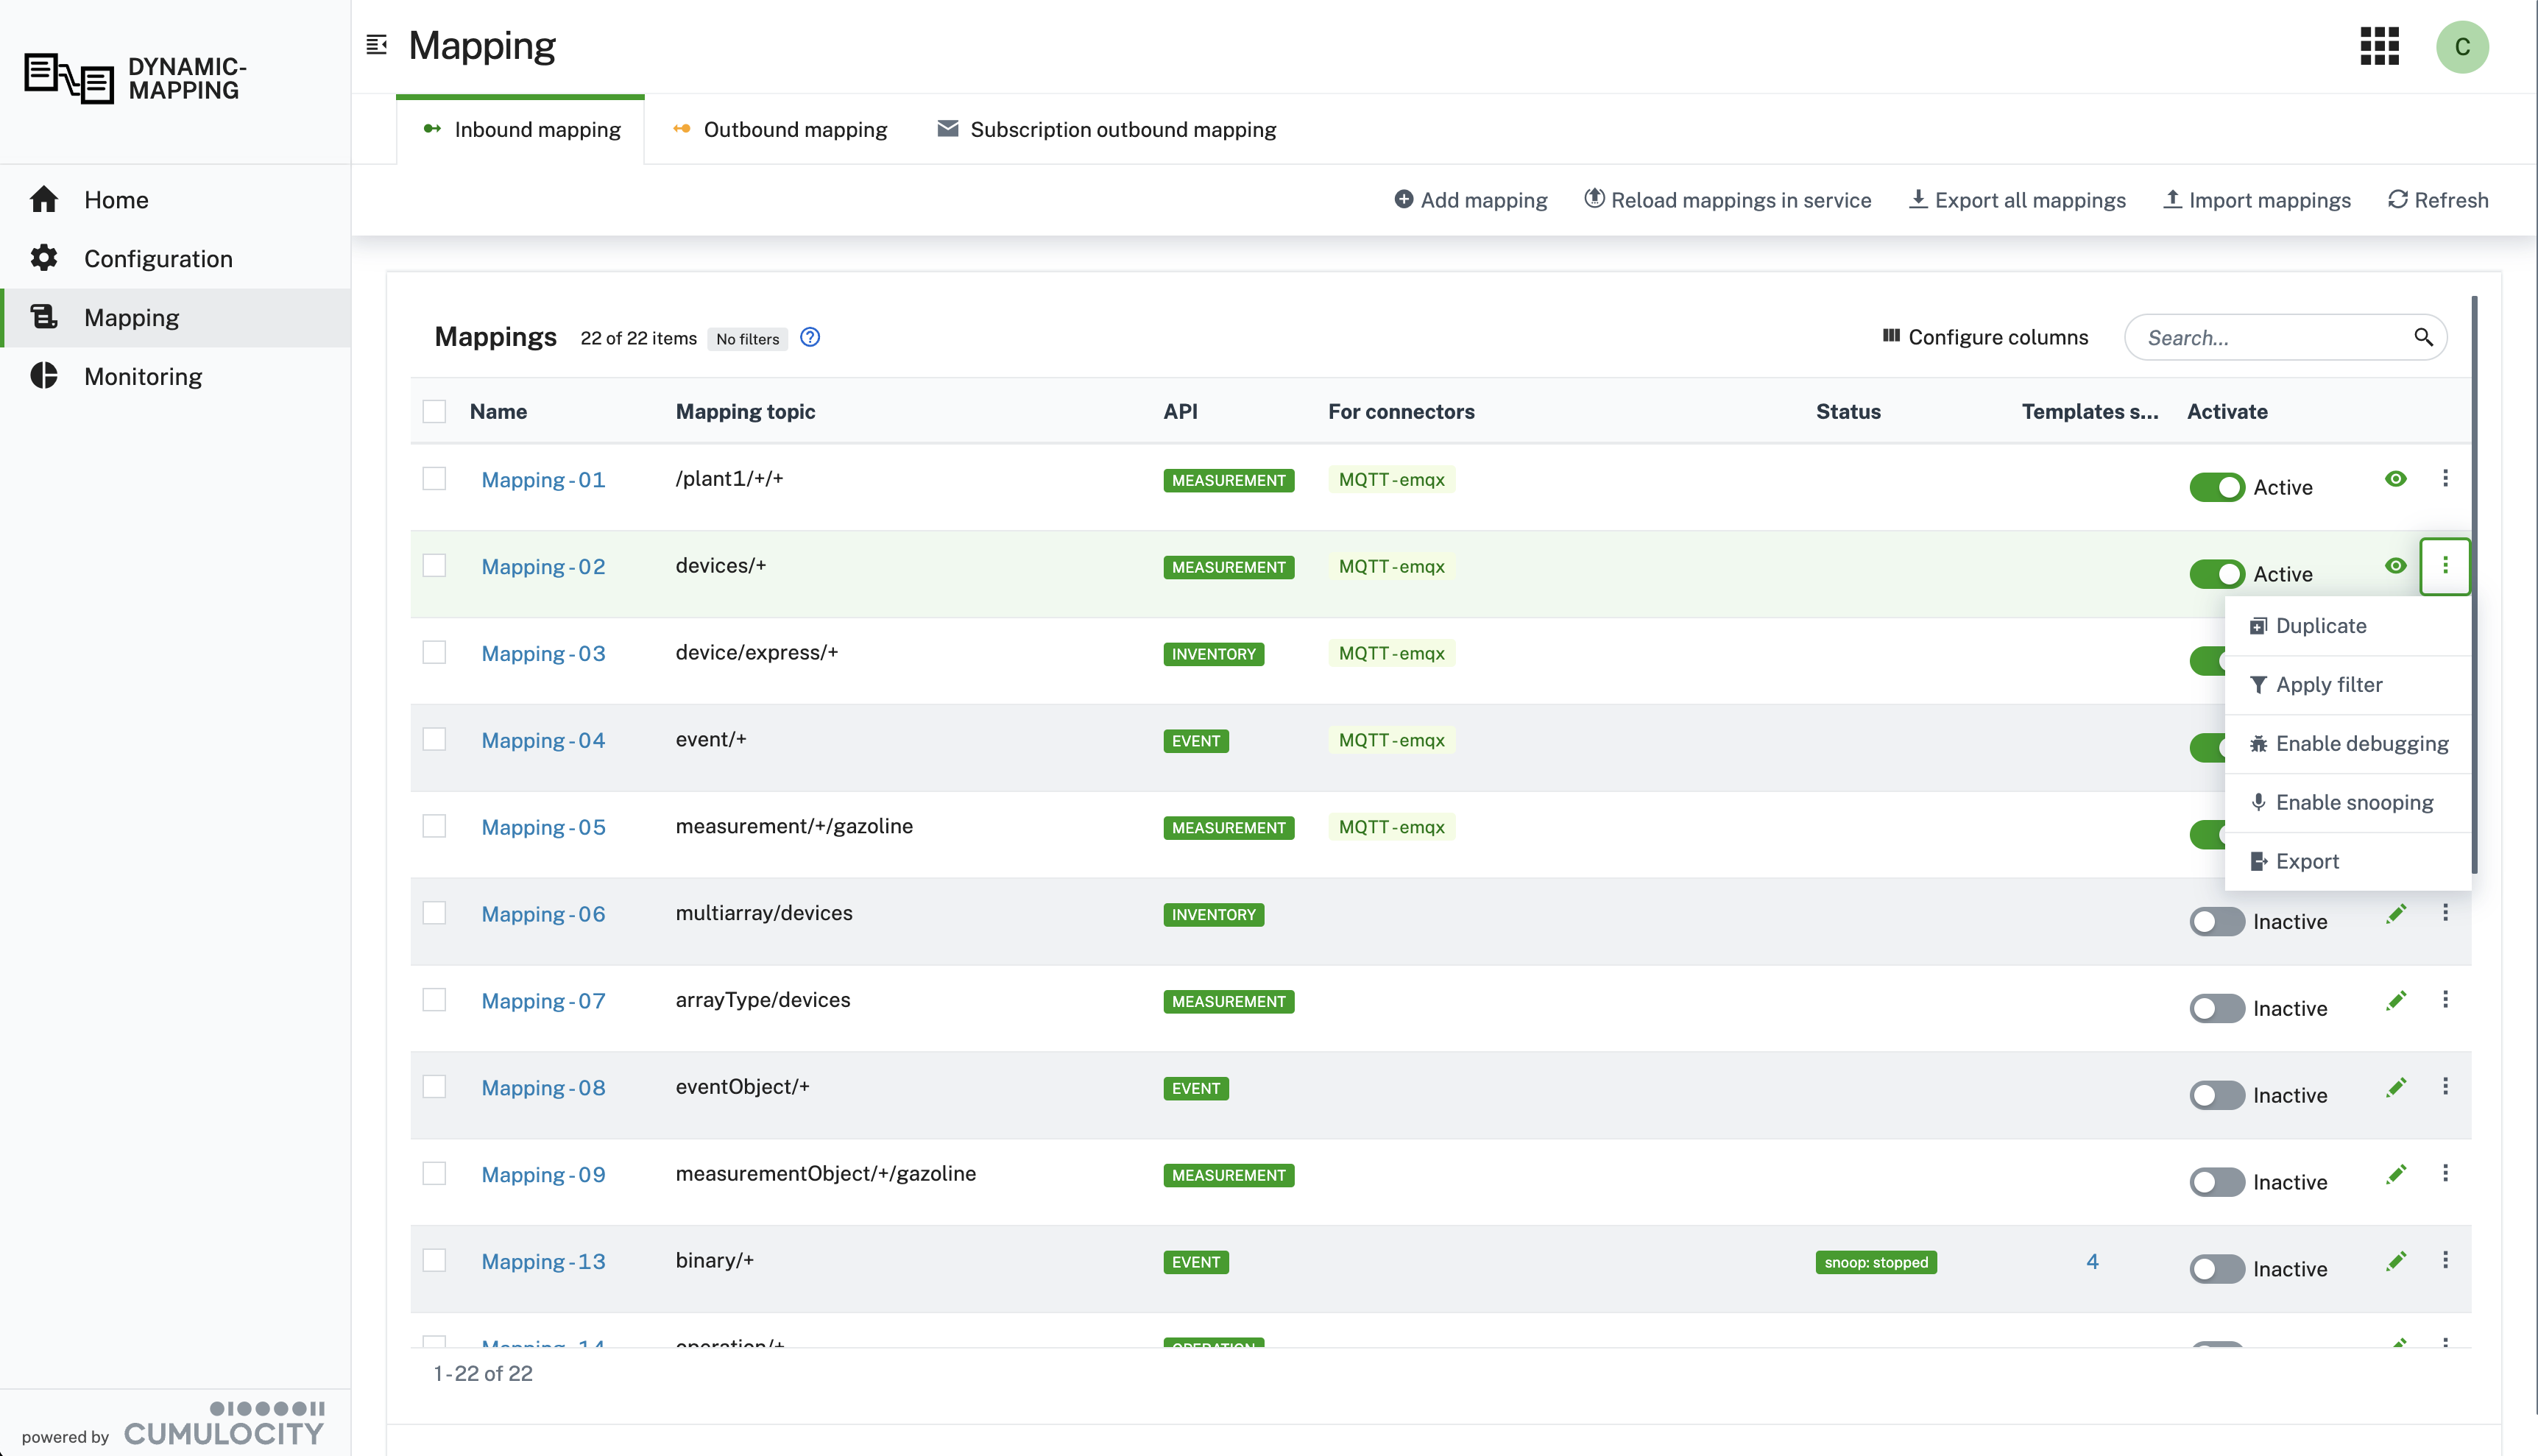 DYNAMIC-
MAPPING
Mapping
C
Inbound mapping
Outbound mapping
Subscription outbound mapping
Home
Configuration
Mapping
Monitoring
Add mapping
Reload mappings in service
Export all mappings
Import mappings
Refresh
Mappings 22 of 22 items No filters
Configure columns
Search...
Name Mapping topic API For connectors Status Templates s... Activate
Mapping-01 /plant1/+/+ MEASUREMENT MQTT-emqx Active
Mapping-02 devices/+ MEASUREMENT MQTT-emqx Active
Duplicate
Mapping-03 device/express/+ INVENTORY MQTT-emqx
Apply filter
Mapping-04 event/+ EVENT MQTT-emqx
Enable debugging
Enable snooping
Mapping-05 measurement/+/gazoline MEASUREMENT MQTT-emqx
Export
Mapping-06 multiarray/devices INVENTORY Inactive
Mapping-07 arrayType/devices MEASUREMENT Inactive
Mapping-08 eventObject/+ EVENT Inactive
Mapping-09 measurementObject/+/gazoline MEASUREMENT Inactive
Mapping-13 binary/+ EVENT snoop: stopped 4 Inactive
Mapping-14 operation/+ OPERATION
1-22 of 22
powered by CUMULOCITY